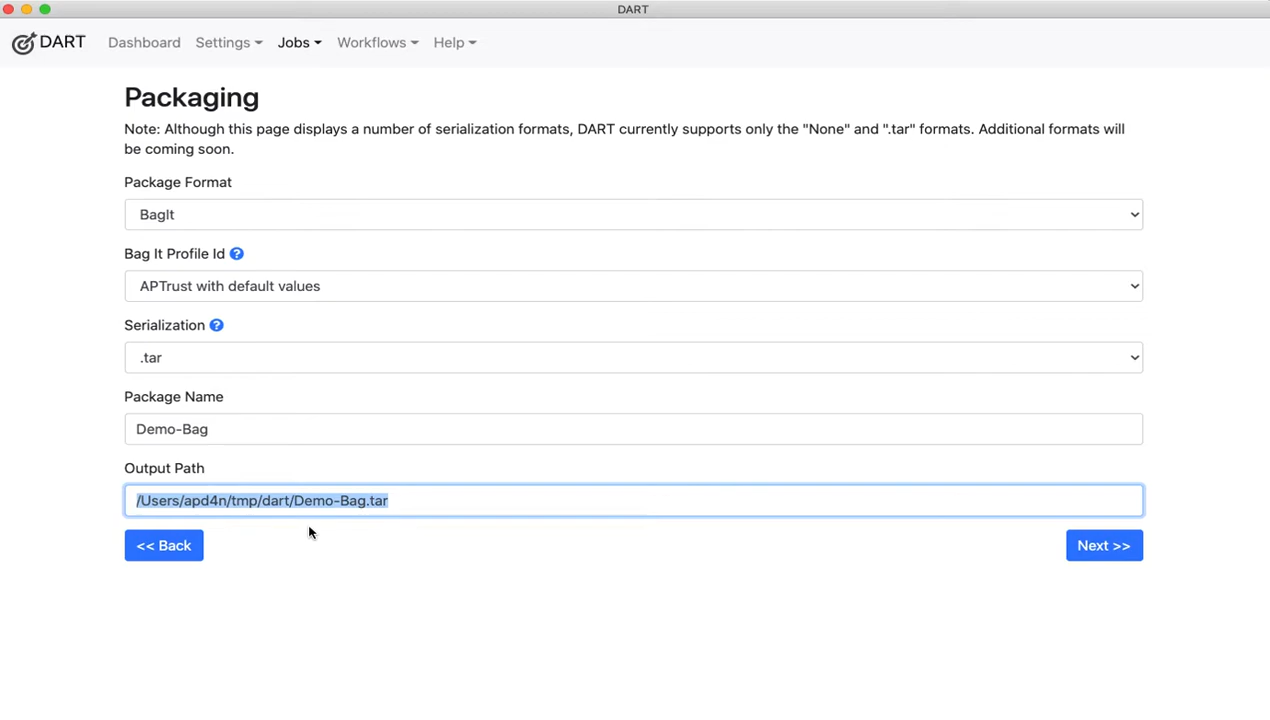 DART
DART Dashboard Settings Jobs Workflows Help
Packaging
Note: Although this page displays a number of serialization formats, DART currently supports only the "None" and ".tar" formats. Additional formats will
be coming soon.
Package Format
BagIt
Bag It Profile Id ?
APTrust with default values
Serialization ?
.tar
Package Name
Demo-Bag
Output Path
/Users/apd4n/tmp/dart/Demo-Bag.tar
<< Back Next >>